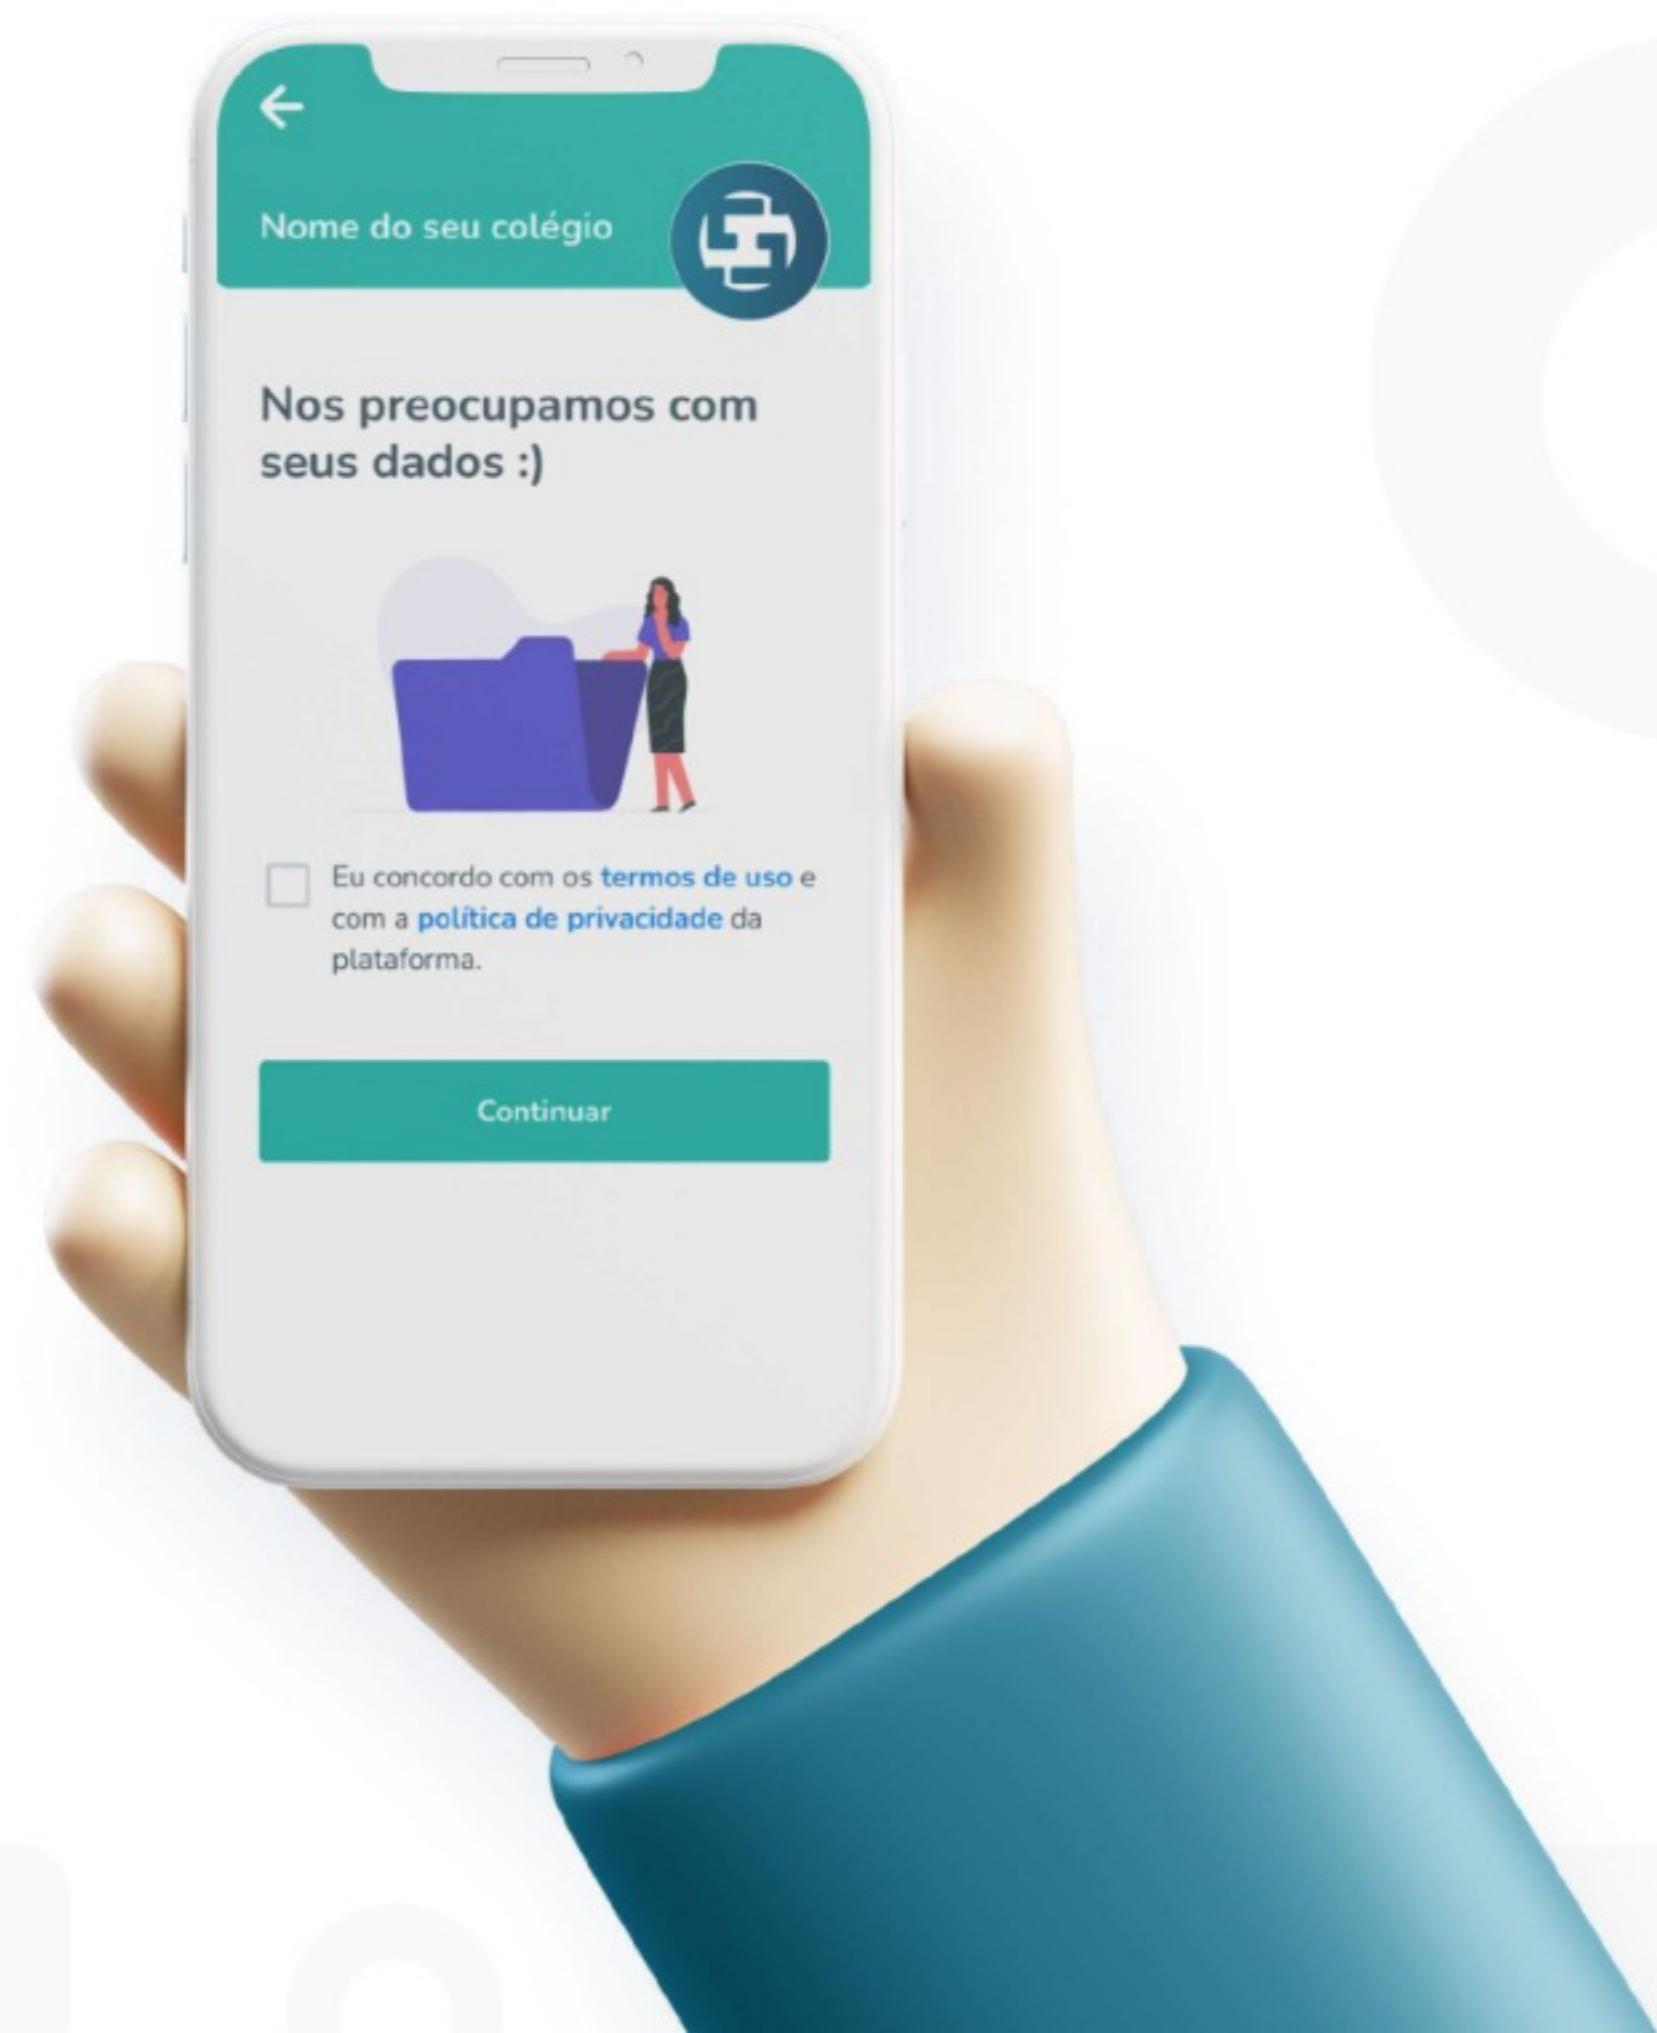 Nome do seu colégio
Nos preocupamos com
seus dados :)
Eu concordo com os termos de uso e
com a política de privacidade da
plataforma.
Continuar